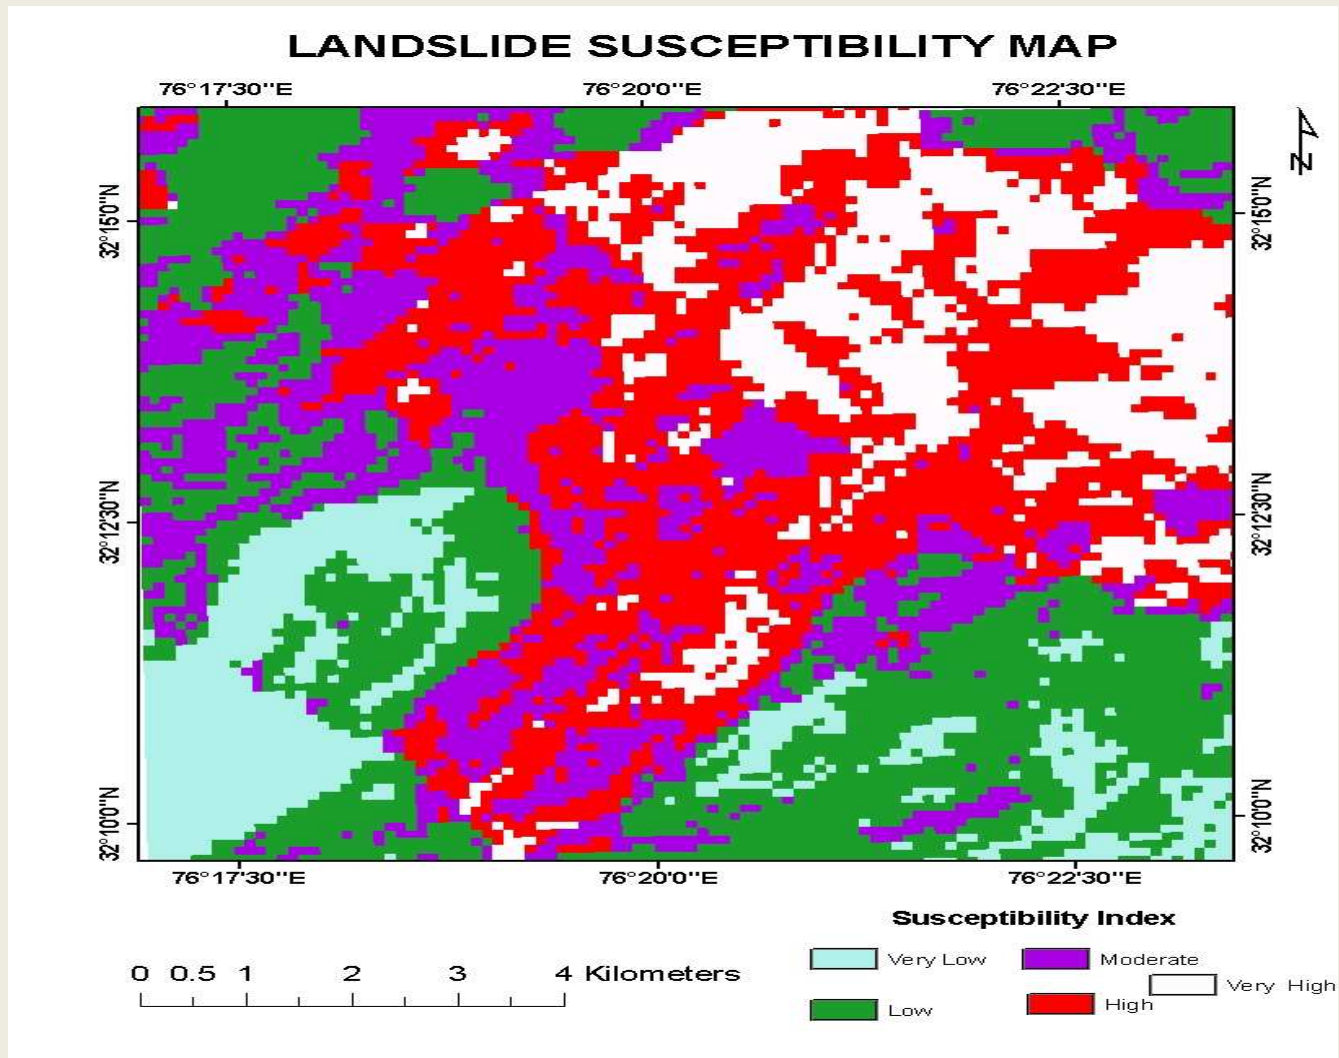 LANDSLIDE SUSCEPTIBILITY MAP
76°17'30"E 76°20'0"E 76°22'30"E
N
32°15'0"N 32°15'0"N
32°12'30"N 32°12'30"N
32°10'0"N 32°10'0"N
76°17'30"E 76°20'0"E 76°22'30"E
Susceptibility Index
Very Low Moderate
Very High
Low High
0 0.5 1 2 3 4 Kilometers